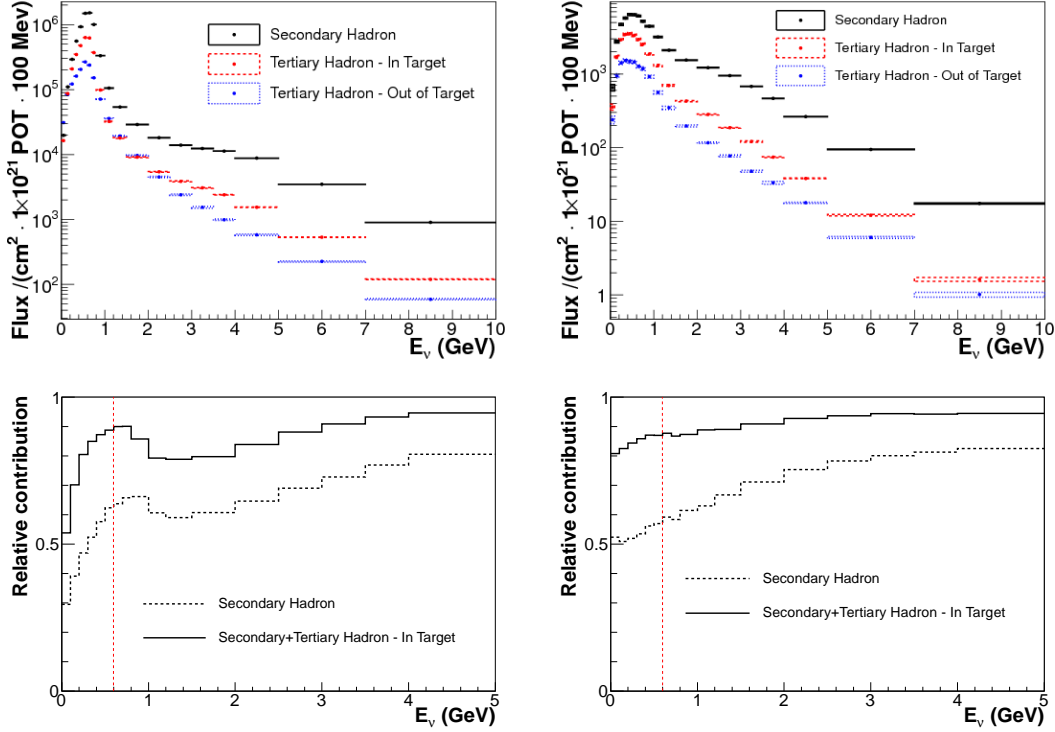 Flux /(cm² · 1×10²¹ POT · 100 Mev)
10⁶
10⁵
10⁴
10³
10²
Secondary Hadron
Tertiary Hadron - In Target
Tertiary Hadron - Out of Target
0 1 2 3 4 5 6 7 8 9 10
Eν (GeV)
Flux /(cm² · 1×10²¹ POT · 100 Mev)
10³
10²
10
1
Secondary Hadron
Tertiary Hadron - In Target
Tertiary Hadron - Out of Target
0 1 2 3 4 5 6 7 8 9 10
Eν (GeV)
Relative contribution
1
0.5
0
Secondary Hadron
Secondary+Tertiary Hadron - In Target
0 1 2 3 4 5
Eν (GeV)
Relative contribution
1
0.5
0
Secondary Hadron
Secondary+Tertiary Hadron - In Target
0 1 2 3 4 5
Eν (GeV)